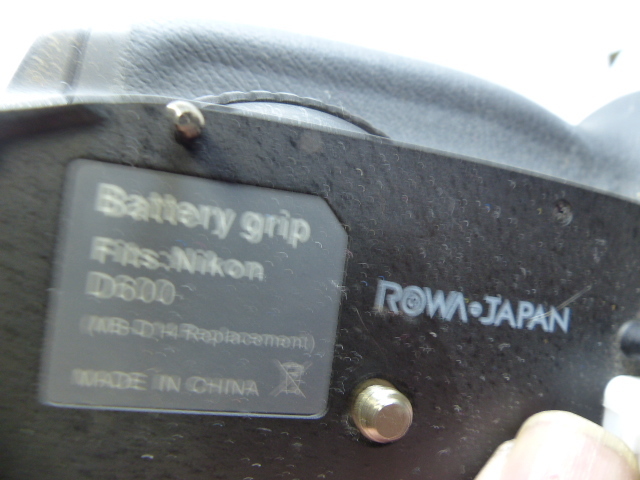 Battery grip
Fits:Nikon
D600
(MB-D14 Replacement)
MADE IN CHINA
ROWA•JAPAN